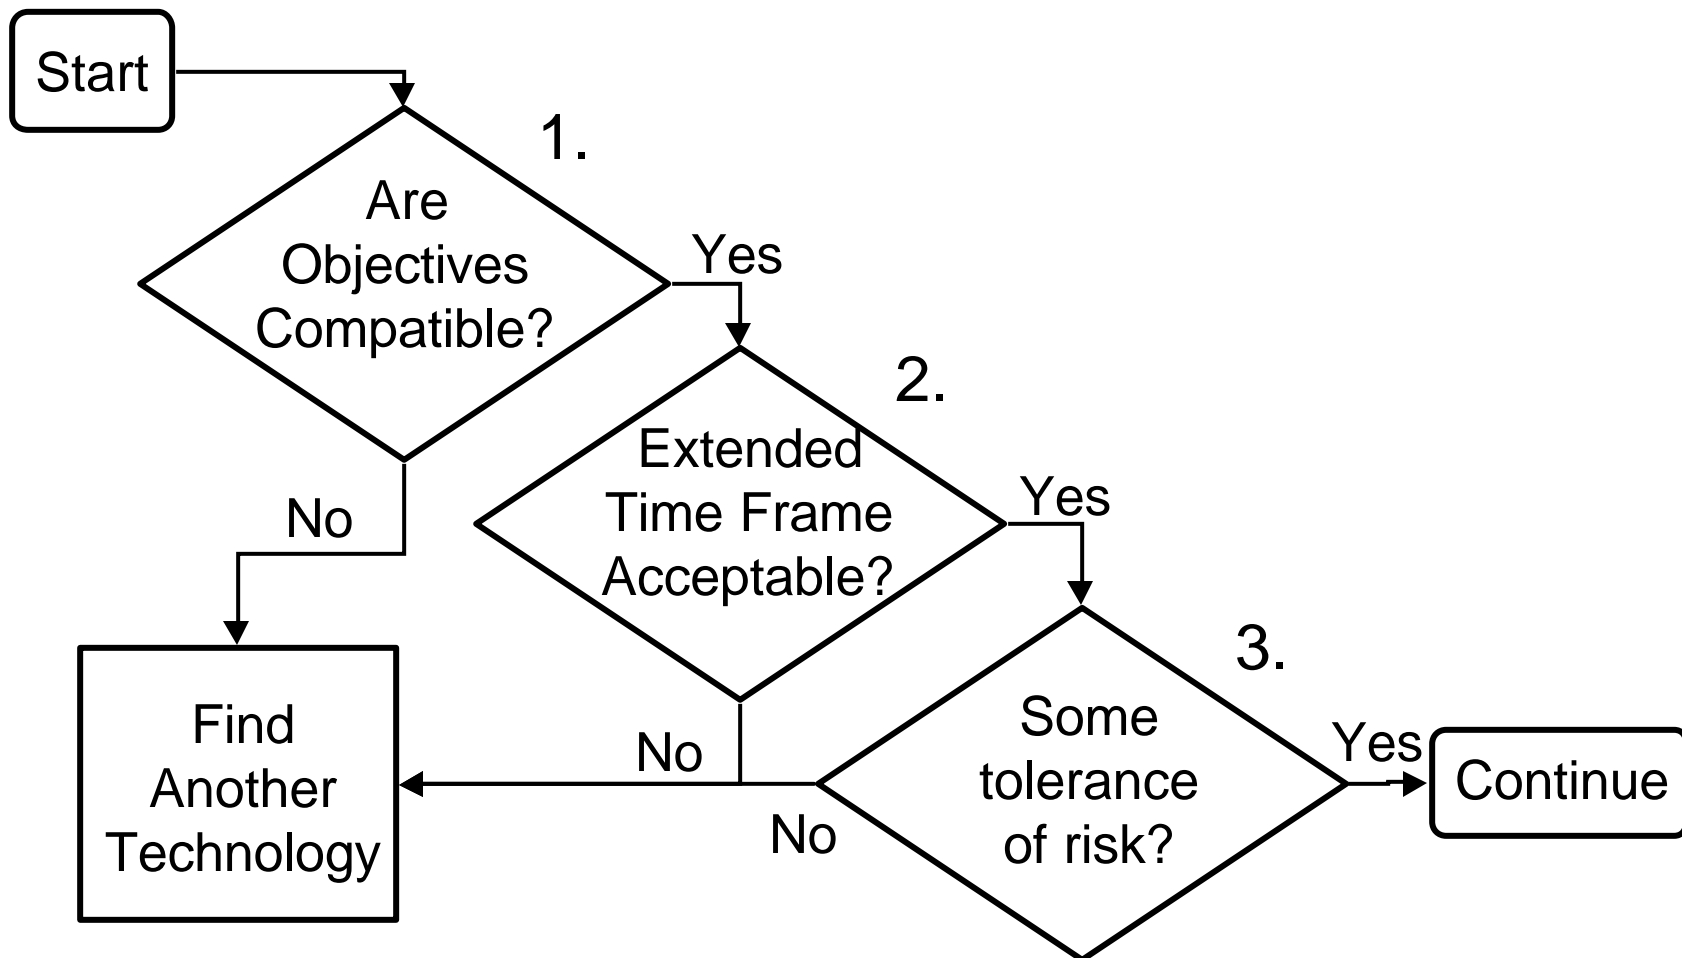 Start
1.
Are
Objectives
Compatible?
Yes
No
2.
Extended
Time Frame
Acceptable?
Yes
No
3.
Some
tolerance
of risk?
Yes
No
Find
Another
Technology
Continue